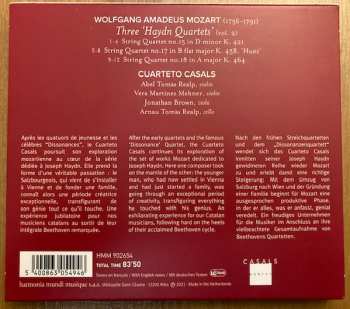 WOLFGANG AMADEUS MOZART (1756-1791)
Three 'Haydn Quartets' (vol. 2)
1-4 String Quartet no.15 in D minor K. 421
5-8 String Quartet no.17 in B flat major K. 458, 'Hunt'
9-12 String Quartet no.18 in A major K. 464
CUARTETO CASALS
Abel Tomàs Realp, violin
Vera Martínez Mehner, violin
Jonathan Brown, viola
Arnau Tomàs Realp, cello
Après les quatuors de jeunesse et les
célèbres "Dissonances", le Cuarteto
Casals poursuit son exploration
mozartienne au cœur de la série
dédiée à Joseph Haydn. Elle prend la
forme d'une véritable passation : le
Salzbourgeois, qui vient de s'installer
à Vienne et de fonder une famille,
connaît alors une période créatrice
exceptionnelle, transfigurant de
son génie tout ce qu'il touche. Une
expérience jubilatoire pour nos
musiciens catalans au sortir de leur
intégrale Beethoven remarquée.
After the early quartets and the famous
'Dissonance' Quartet, the Cuarteto
Casals continues its exploration of the
set of works Mozart dedicated
to Joseph Haydn. Here one composer took
on the mantle of the other: the younger
man, who had now settled in Vienna
and had just started a family, was
going through an exceptional period
of creativity, transfiguring everything
he touched with his genius. An
exhilarating experience for our Catalan
musicians, following hard on the heels
of their acclaimed Beethoven cycle.
Nach den frühen Streichquartetten
und dem „Dissonanzenquartett"
wendet sich das Cuarteto Casals
inmitten seiner Joseph Haydn
gewidmeten Reihe wieder Mozart
zu und erlebt damit eine richtige
Steigerung. Mit dem Umzug von
Salzburg nach Wien und der Gründung
einer Familie beginnt für Mozart eine
ausgesprochen produktive Phase,
in der er alles, was er anfasst, genial
veredelt. Ein freudiges Unternehmen
für die Musiker im Anschluss an ihre
vielbeachtete Gesamtaufnahme von
Beethovens Quartetten.
HMM 902654
TOTAL TIME 83'50
5 400863 054946
CASALS
harmonia mundi musique s.a.s.